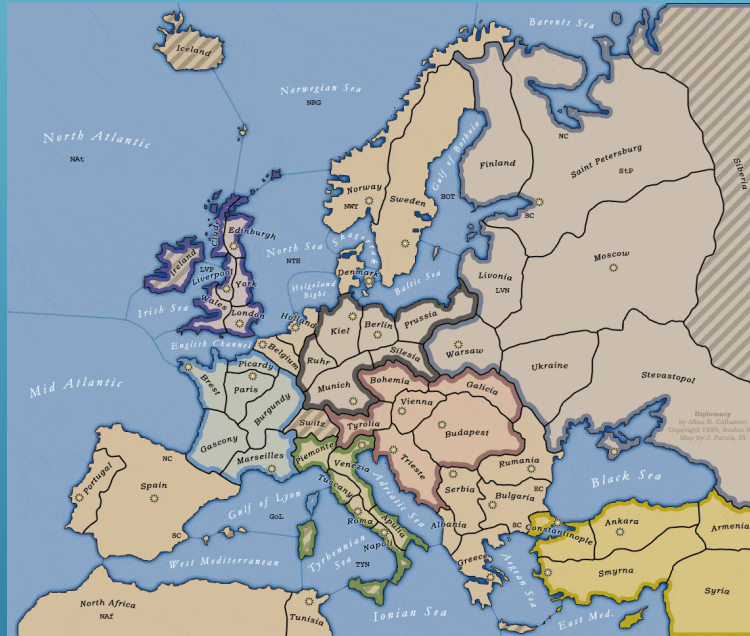 Barents Sea
Iceland
Norwegian Sea
NRG
North Atlantic
NAt
NC
Saint Petersburg
StP
Siberia
Finland
Gulf of Bothnia
BOT
Norway
NWY
Sweden
SC
Clyde
Edinburgh
North Sea
NTH
Skagerrak
Moscow
Ireland
LVP
Liverpool
York
Denmark
Baltic Sea
Livonia
LVN
Helgoland
Bight
Irish Sea
Wales
London
Holland
Kiel
Berlin
Prussia
English Channel
Belgium
Ruhr
Silesia
Warsaw
Ukraine
Stevastopol
Mid Atlantic
Brest
Picardy
Paris
Burgundy
Munich
Bohemia
Galicia
Vienna
Switz.
Tyrolia
Budapest
Diplomacy
by Allan B. Calhamer
Gascony
Marseilles
Piemonte
Venezia
Trieste
Rumania
NC
Portugal
Spain
SC
Gulf of Lyon
GoL
Tuscany
Roma
Apulia
Napoli
Adriatic Sea
Serbia
Bulgaria
EC
SC
Black Sea
Albania
Constantinople
Ankara
Armenia
West Mediterranean
Tyrhennian
Sea
TYN
Greece
Aegean Sea
Smyrna
Syria
North Africa
NAf
Tunisia
Ionian Sea
East Med.